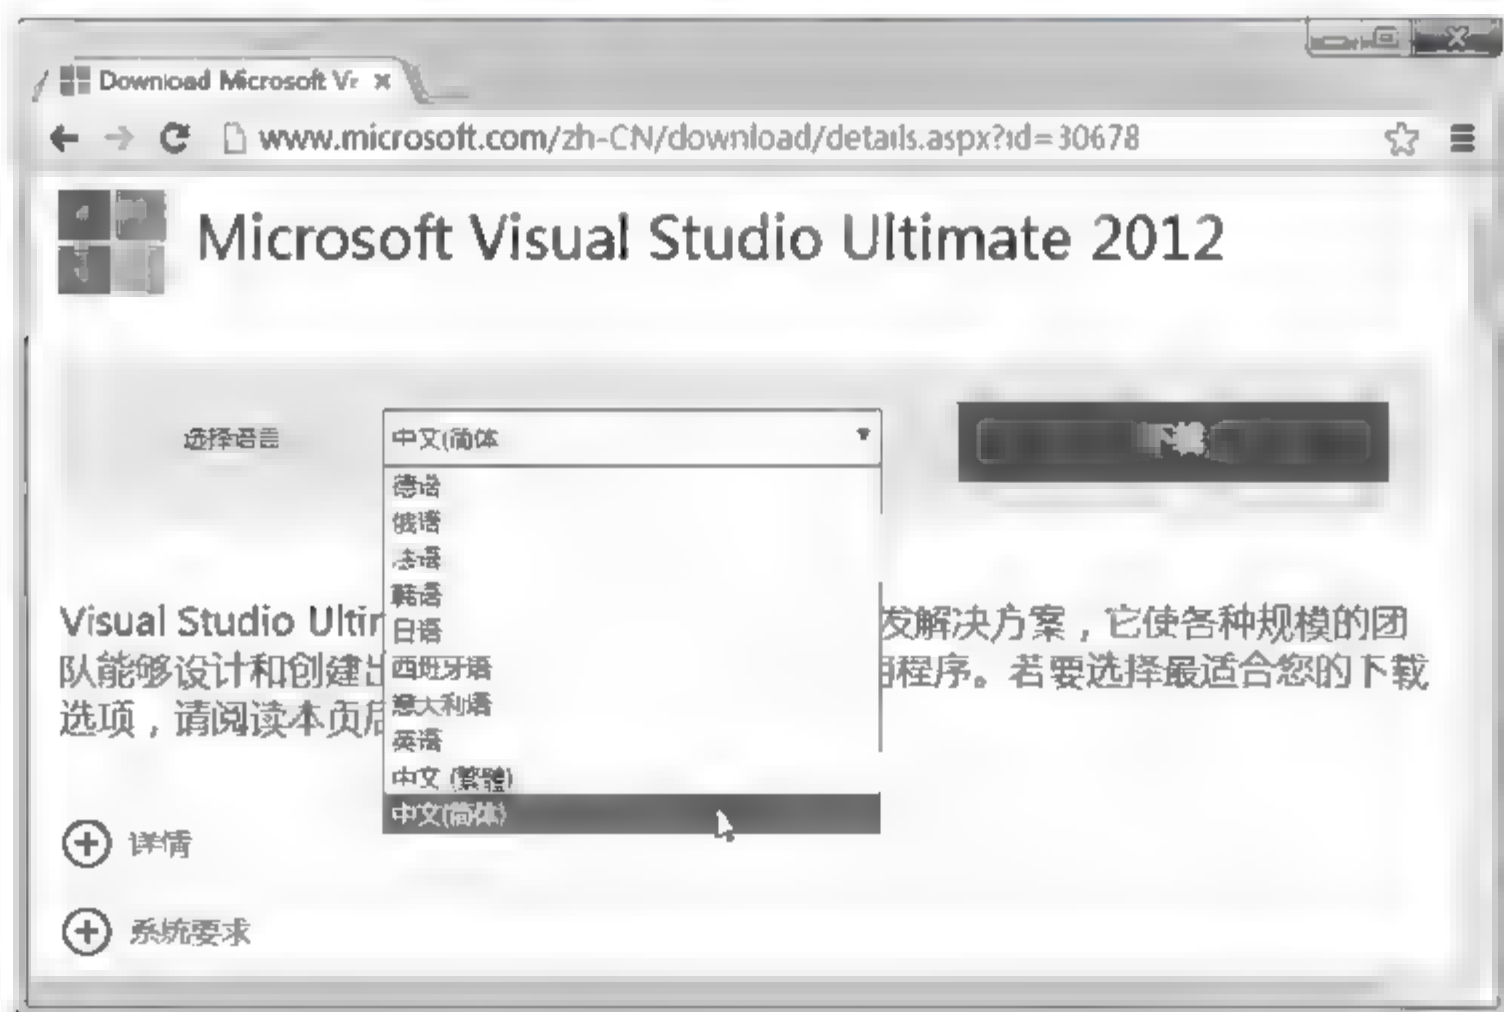 Download Microsoft Vi
www.microsoft.com/zh-CN/download/details.aspx?id=30678
Microsoft Visual Studio Ultimate 2012
选择语言
中文(简体
德语
俄语
法语
韩语
日语
西班牙语
意大利语
英语
中文 (繁體)
中文(简体)
Visual Studio Ultim 发解决方案，它使各种规模的团
队能够设计和创建出 用程序。若要选择最适合您的下载
选项，请阅读本页后
详情
系统要求